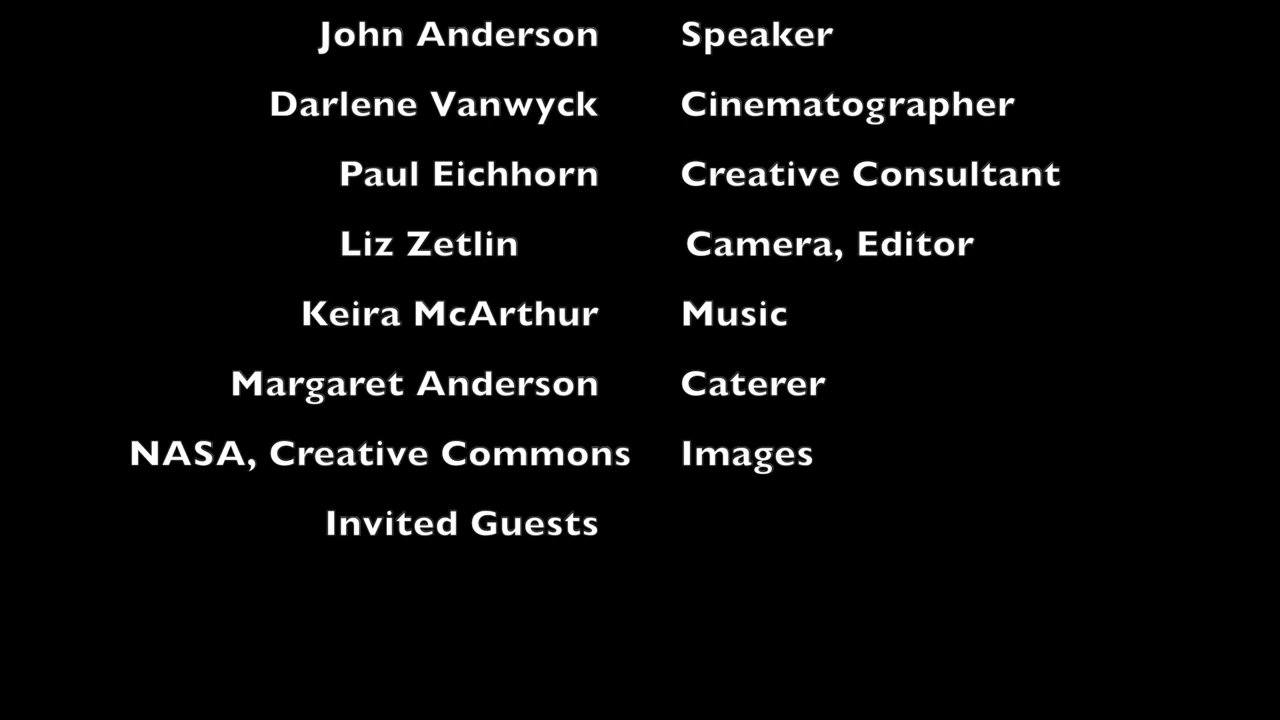 John Anderson Speaker
Darlene Vanwyck Cinematographer
Paul Eichhorn Creative Consultant
Liz Zetlin Camera, Editor
Keira McArthur Music
Margaret Anderson Caterer
NASA, Creative Commons Images
Invited Guests